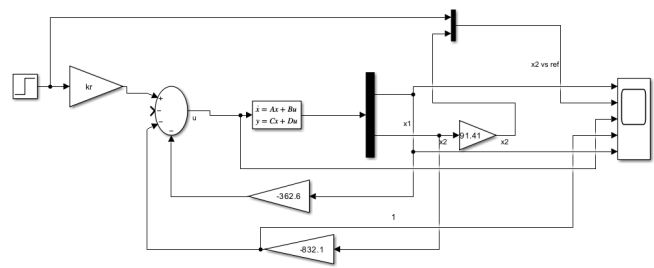 x2 vs ref
kr
+
−
−
−
u
ẋ = Ax + Bu
y = Cx + Du
x1
x2
91.41
x2
-362.6
1
-832.1